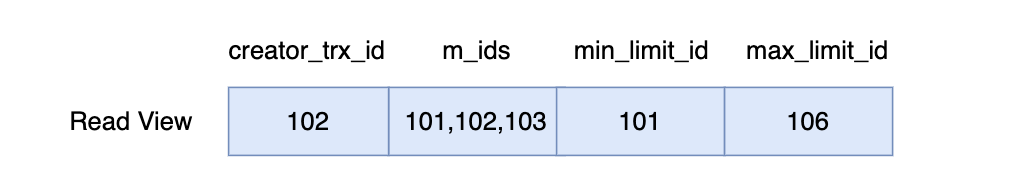 creator_trx_id m_ids min_limit_id max_limit_id
Read View 102 101,102,103 101 106